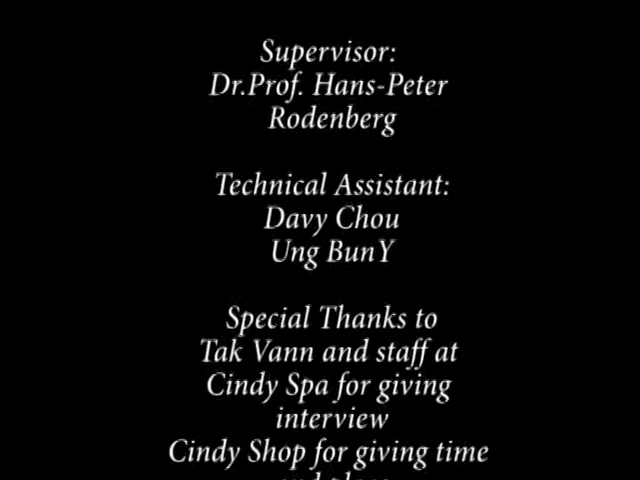 Supervisor:
Dr.Prof. Hans-Peter
Rodenberg
Technical Assistant:
Davy Chou
Ung BunY
Special Thanks to
Tak Vann and staff at
Cindy Spa for giving
interview
Cindy Shop for giving time